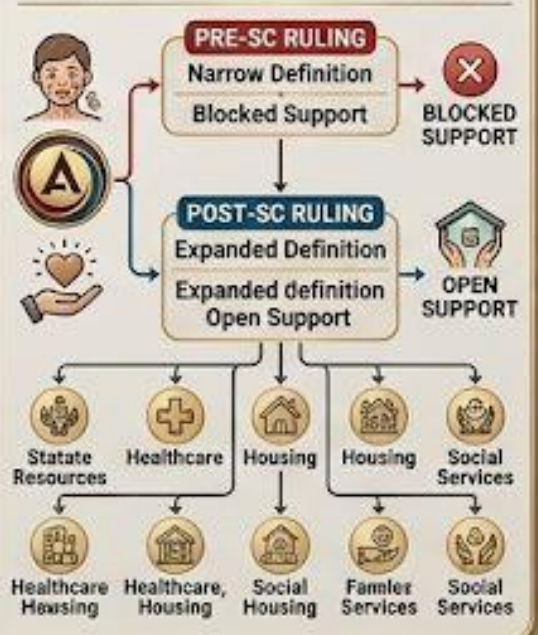 PRE-SC RULING
Narrow Definition
Blocked Support
BLOCKED
SUPPORT
A
POST-SC RULING
Expanded Definition
Expanded definition
Open Support
OPEN
SUPPORT
Statate
Resources
Healthcare
Housing
Housing
Social
Services
Healthcare
Hewsing
Healthcare,
Housing
Social
Housing
Famler
Services
Social
Services